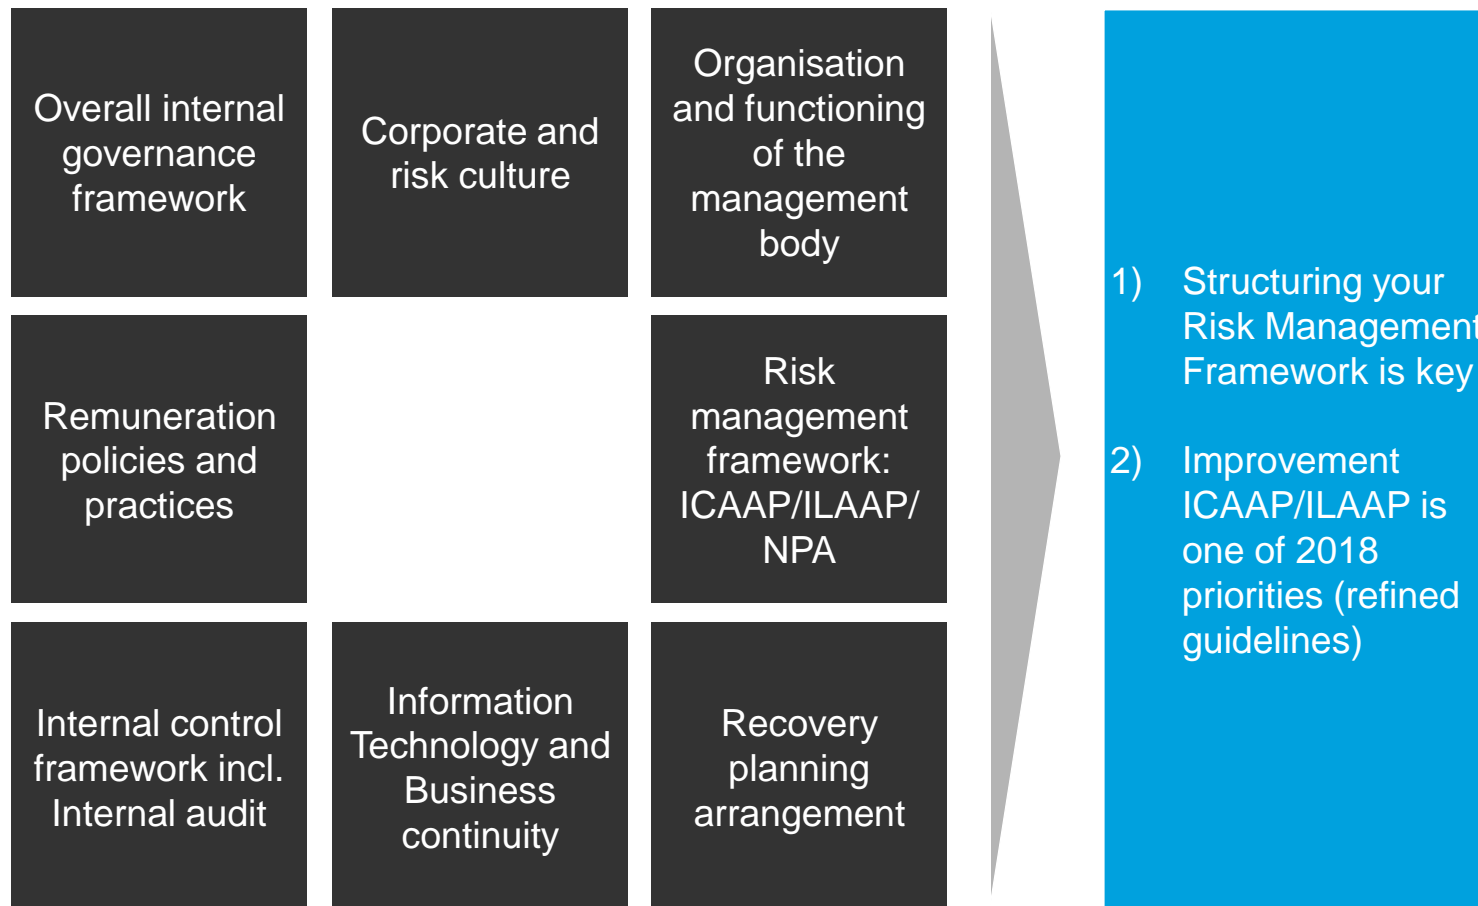 Overall internal
governance
framework
Corporate and
risk culture
Organisation
and functioning
of the
management
body
Remuneration
policies and
practices
Risk
management
framework:
ICAAP/ILAAP/
NPA
Internal control
framework incl.
Internal audit
Information
Technology and
Business
continuity
Recovery
planning
arrangement
1) Structuring your
Risk Management
Framework is key
2) Improvement
ICAAP/ILAAP is
one of 2018
priorities (refined
guidelines)